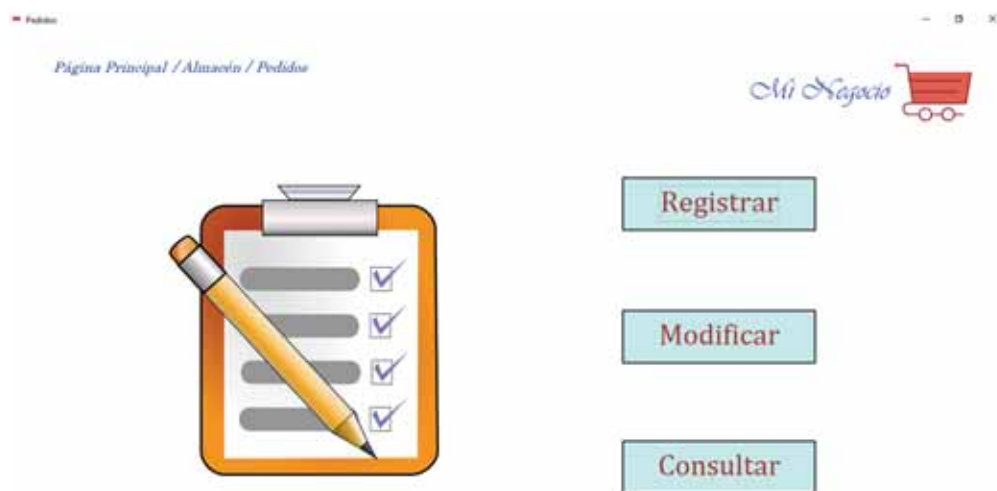 Pedidos
Página Principal / Almacén / Pedidos
Mi Negocio
Registrar
Modificar
Consultar